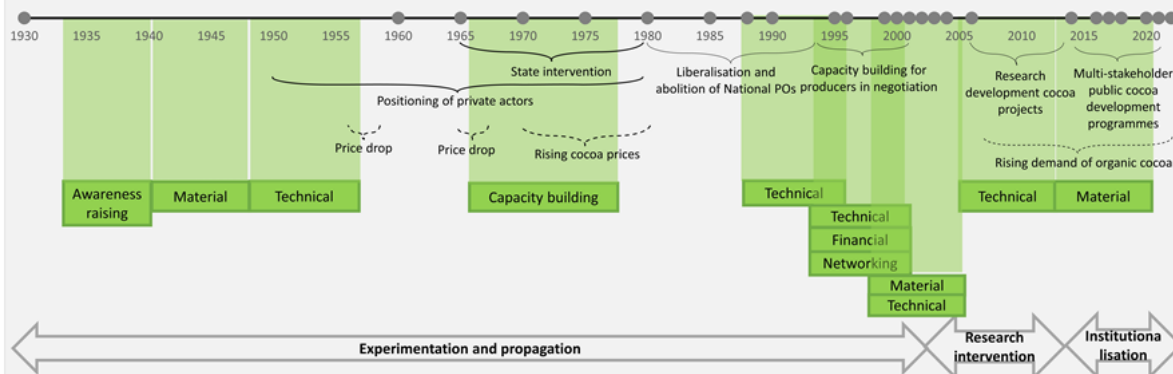 1930 1935 1940 1945 1950 1955 1960 1965 1970 1975 1980 1985 1990 1995 2000 2005 2010 2015 2020
State intervention
Positioning of private actors
Liberalisation and
abolition of National POs
Capacity building for
producers in negotiation
Research
development cocoa
projects
Multi-stakeholder
public cocoa
development
programmes
Price drop
Price drop
Rising cocoa prices
Rising demand of organic cocoa
Awareness
raising
Material
Technical
Capacity building
Technical
Technical
Financial
Networking
Material
Technical
Technical
Material
Experimentation and propagation
Research
intervention
Institutiona
lisation